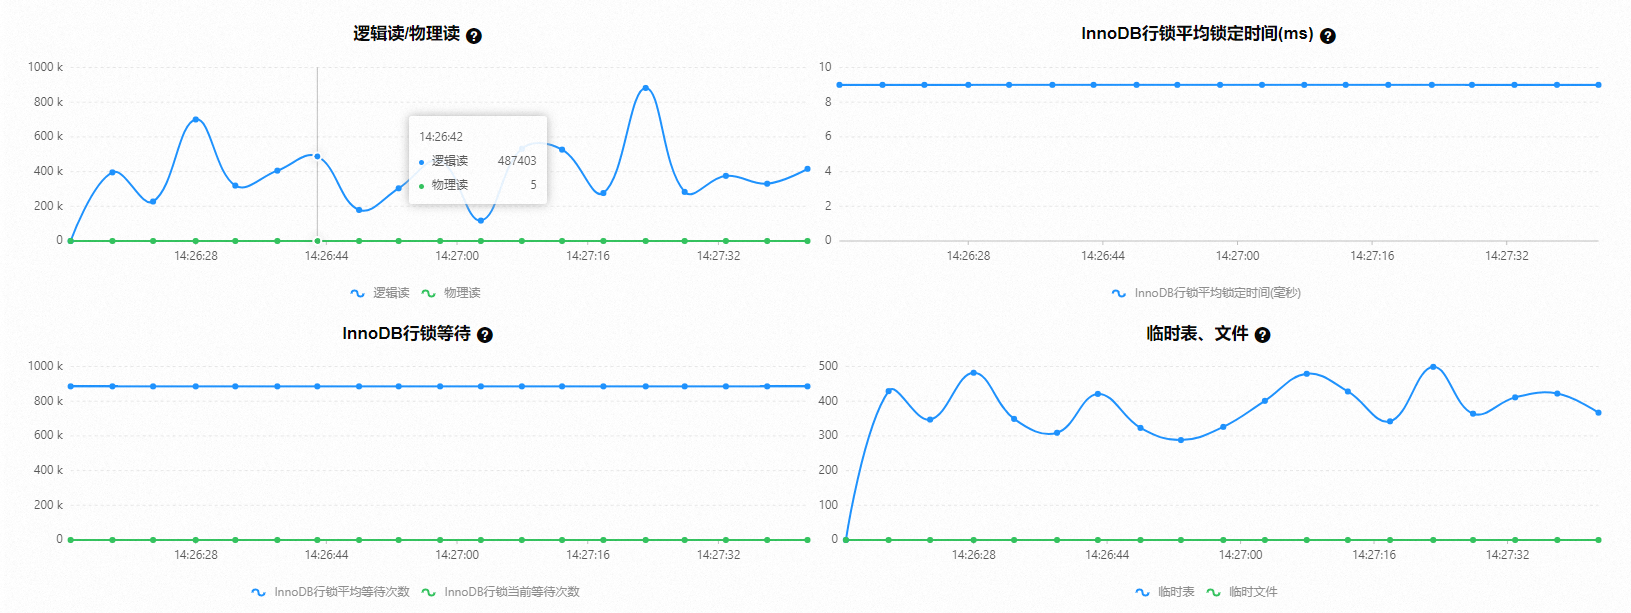 逻辑读/物理读 ?
1000 k
800 k
600 k
400 k
200 k
0
14:26:42
逻辑读 487403
物理读 5
14:26:28 14:26:44 14:27:00 14:27:16 14:27:32
逻辑读 物理读
InnoDB行锁平均锁定时间(ms) ?
10
8
6
4
2
0
14:26:28 14:26:44 14:27:00 14:27:16 14:27:32
InnoDB行锁平均锁定时间(毫秒)
InnoDB行锁等待 ?
1000 k
800 k
600 k
400 k
200 k
0
14:26:28 14:26:44 14:27:00 14:27:16 14:27:32
InnoDB行锁平均等待次数 InnoDB行锁当前等待次数
临时表、文件 ?
500
400
300
200
100
0
14:26:28 14:26:44 14:27:00 14:27:16 14:27:32
临时表 临时文件